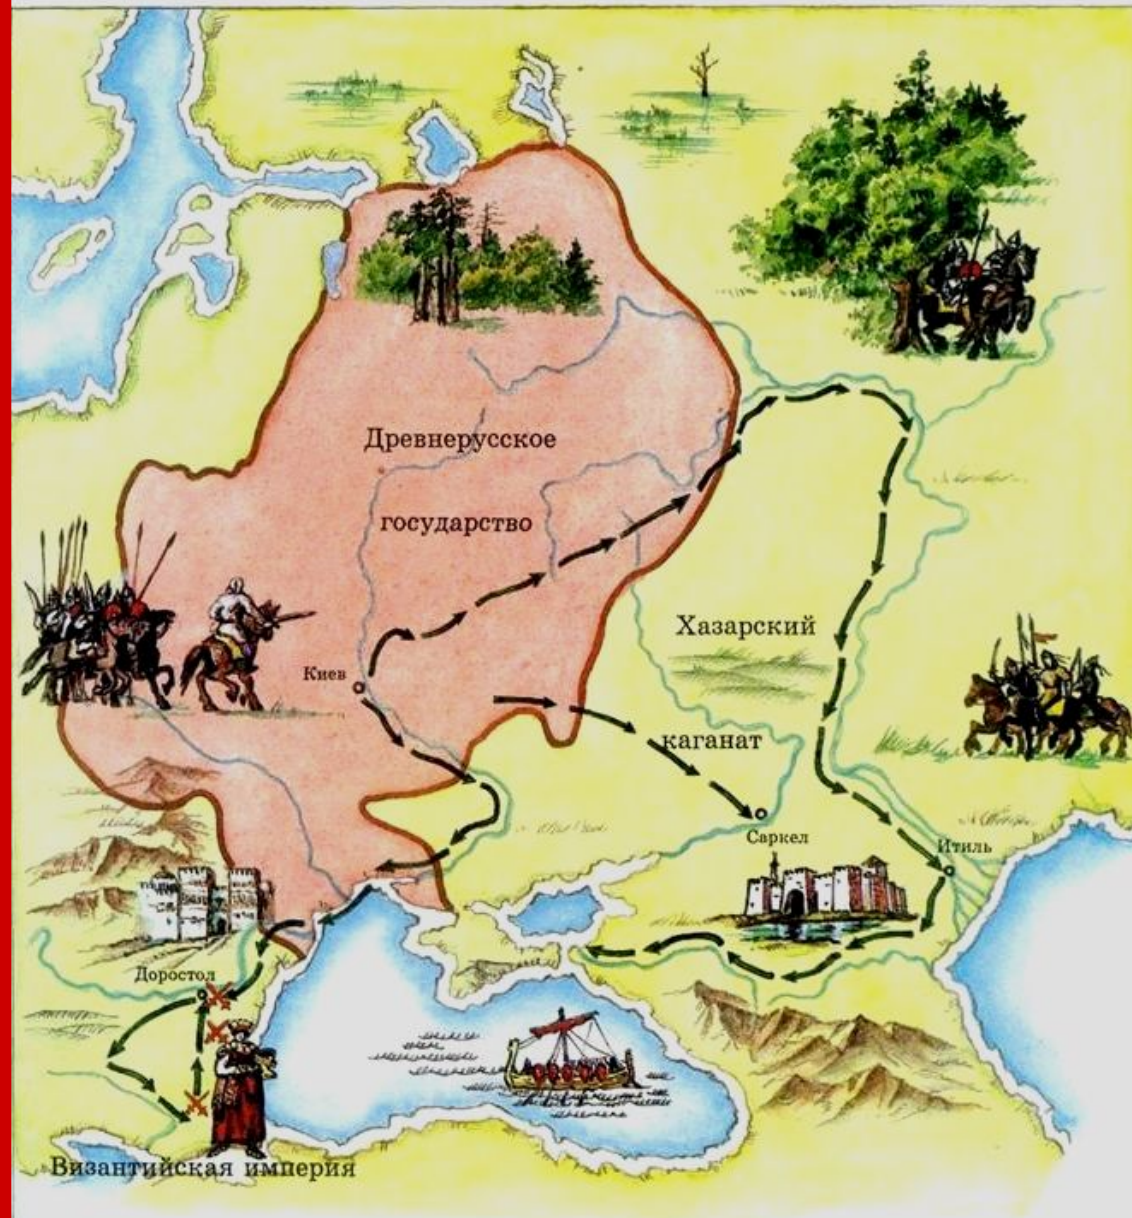 Древнерусское
государство
Хазарский
Киев
каганат
Саркел
Итиль
Доростол
Византийская империя